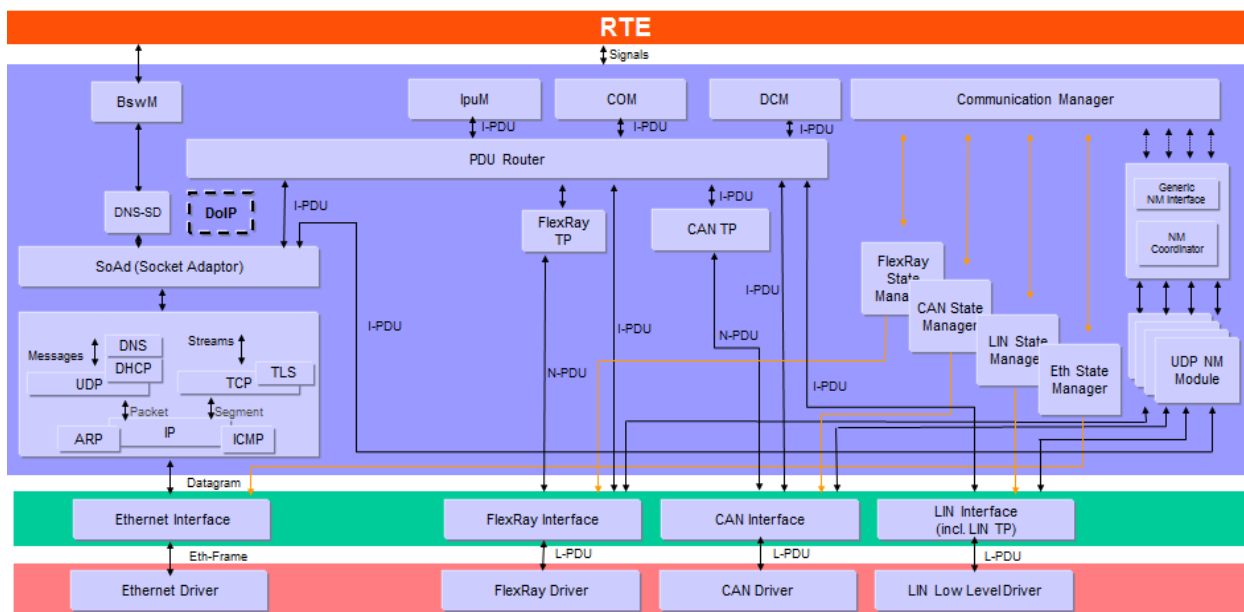 RTE
Signals
BswM
IpuM
COM
DCM
Communication Manager
I-PDU
I-PDU
I-PDU
PDU Router
Generic
NM Interface
NM
Coordinator
DNS-SD
DoIP
I-PDU
FlexRay
TP
I-PDU
CAN TP
SoAd (Socket Adaptor)
FlexRay
State
Manager
I-PDU
I-PDU
I-PDU
N-PDU
N-PDU
I-PDU
CAN State
Manager
LIN State
Manager
Eth State
Manager
UDP NM
Module
Messages
DNS
DHCP
UDP
Streams
TLS
TCP
Packet
Segment
ARP
IP
ICMP
Datagram
Ethernet Interface
FlexRay Interface
CAN Interface
LIN Interface
(incl. LIN TP)
Eth-Frame
L-PDU
L-PDU
L-PDU
Ethernet Driver
FlexRay Driver
CAN Driver
LIN Low Level Driver